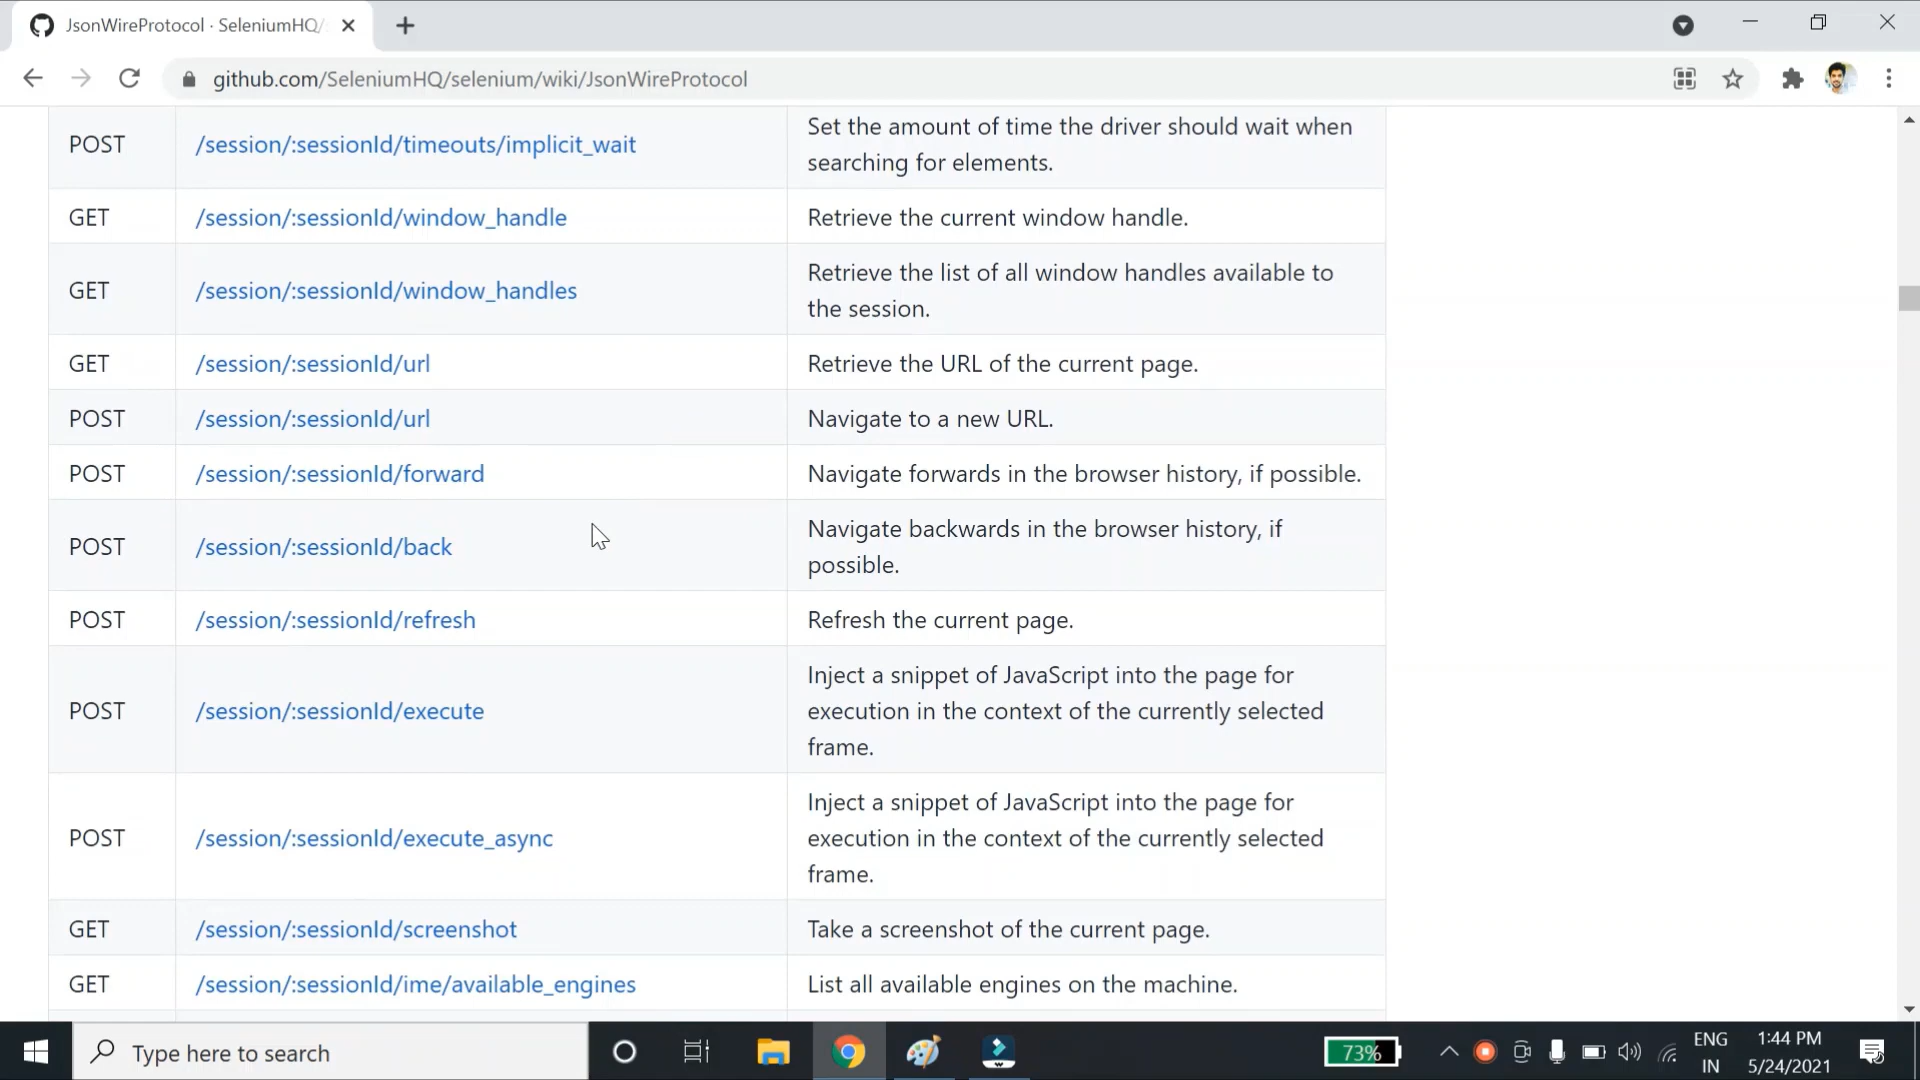 JsonWireProtocol · SeleniumHQ/
github.com/SeleniumHQ/selenium/wiki/JsonWireProtocol
POST /session/:sessionId/timeouts/implicit_wait Set the amount of time the driver should wait when
searching for elements.
GET /session/:sessionId/window_handle Retrieve the current window handle.
GET /session/:sessionId/window_handles Retrieve the list of all window handles available to
the session.
GET /session/:sessionId/url Retrieve the URL of the current page.
POST /session/:sessionId/url Navigate to a new URL.
POST /session/:sessionId/forward Navigate forwards in the browser history, if possible.
POST /session/:sessionId/back Navigate backwards in the browser history, if
possible.
POST /session/:sessionId/refresh Refresh the current page.
POST /session/:sessionId/execute Inject a snippet of JavaScript into the page for
execution in the context of the currently selected
frame.
POST /session/:sessionId/execute_async Inject a snippet of JavaScript into the page for
execution in the context of the currently selected
frame.
GET /session/:sessionId/screenshot Take a screenshot of the current page.
GET /session/:sessionId/ime/available_engines List all available engines on the machine.
Type here to search
73%
ENG
IN
1:44 PM
5/24/2021